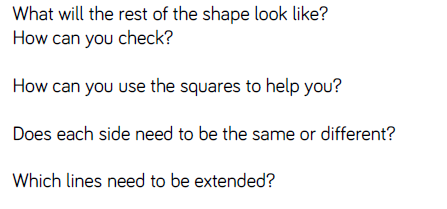 What will the rest of the shape look like?
How can you check?
How can you use the squares to help you?
Does each side need to be the same or different?
Which lines need to be extended?